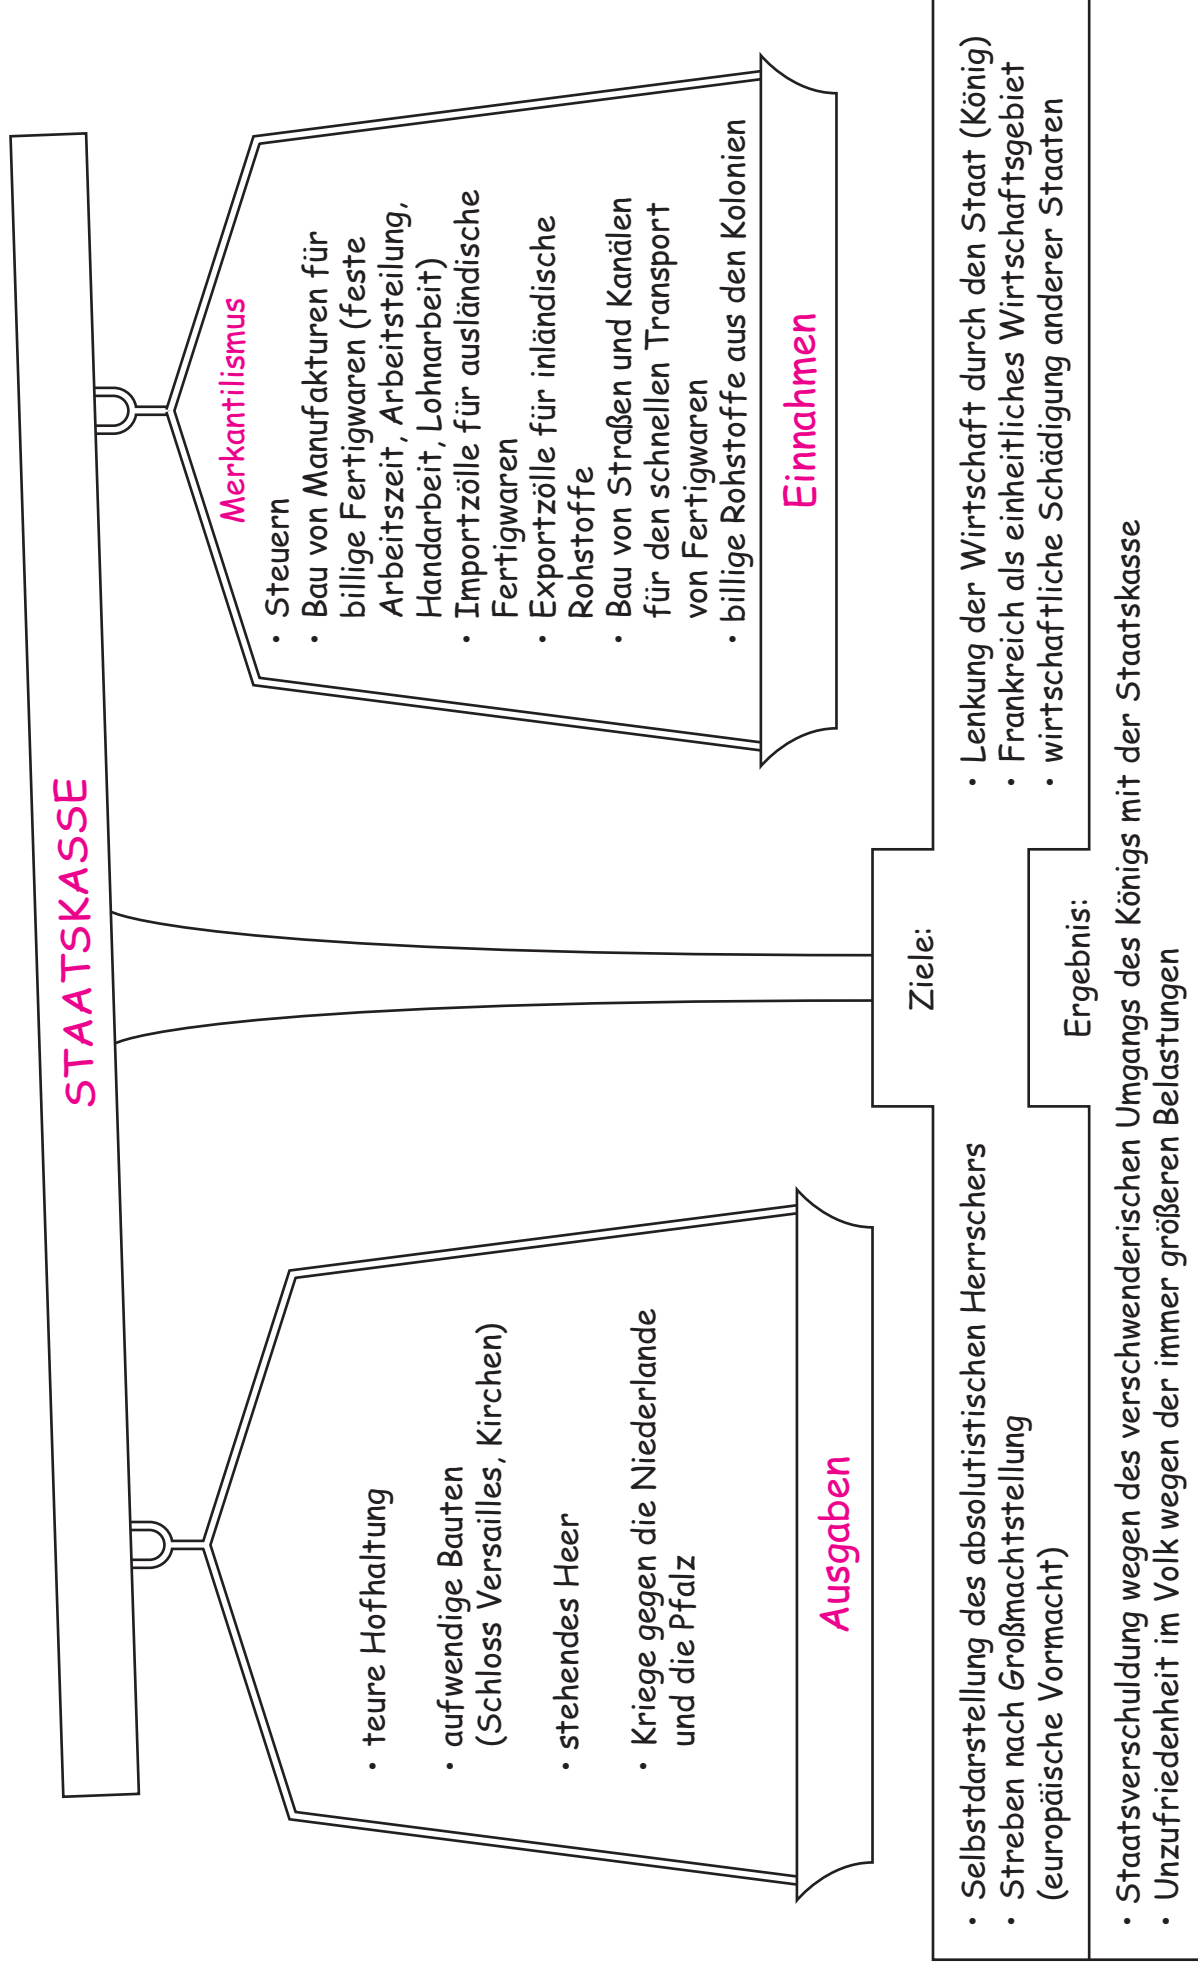 STAATSKASSE
• teure Hofhaltung
• aufwendige Bauten
(Schloss Versailles, Kirchen)
• stehendes Heer
• Kriege gegen die Niederlande
und die Pfalz
Ausgaben
Merkantilismus
• Steuern
• Bau von Manufakturen für
billige Fertigwaren (feste
Arbeitszeit, Arbeitsteilung,
Handarbeit, Lohnarbeit)
• Importzölle für ausländische
Fertigwaren
• Exportzölle für inländische
Rohstoffe
• Bau von Straßen und Kanälen
für den schnellen Transport
von Fertigwaren
• billige Rohstoffe aus den Kolonien
Einnahmen
Ziele:
• Selbstdarstellung des absolutistischen Herrschers
• Streben nach Großmachtstellung
(europäische Vormacht)
• Lenkung der Wirtschaft durch den Staat (König)
• Frankreich als einheitliches Wirtschaftsgebiet
• wirtschaftliche Schädigung anderer Staaten
Ergebnis:
• Staatsverschuldung wegen des verschwenderischen Umgangs des Königs mit der Staatskasse
• Unzufriedenheit im Volk wegen der immer größeren Belastungen